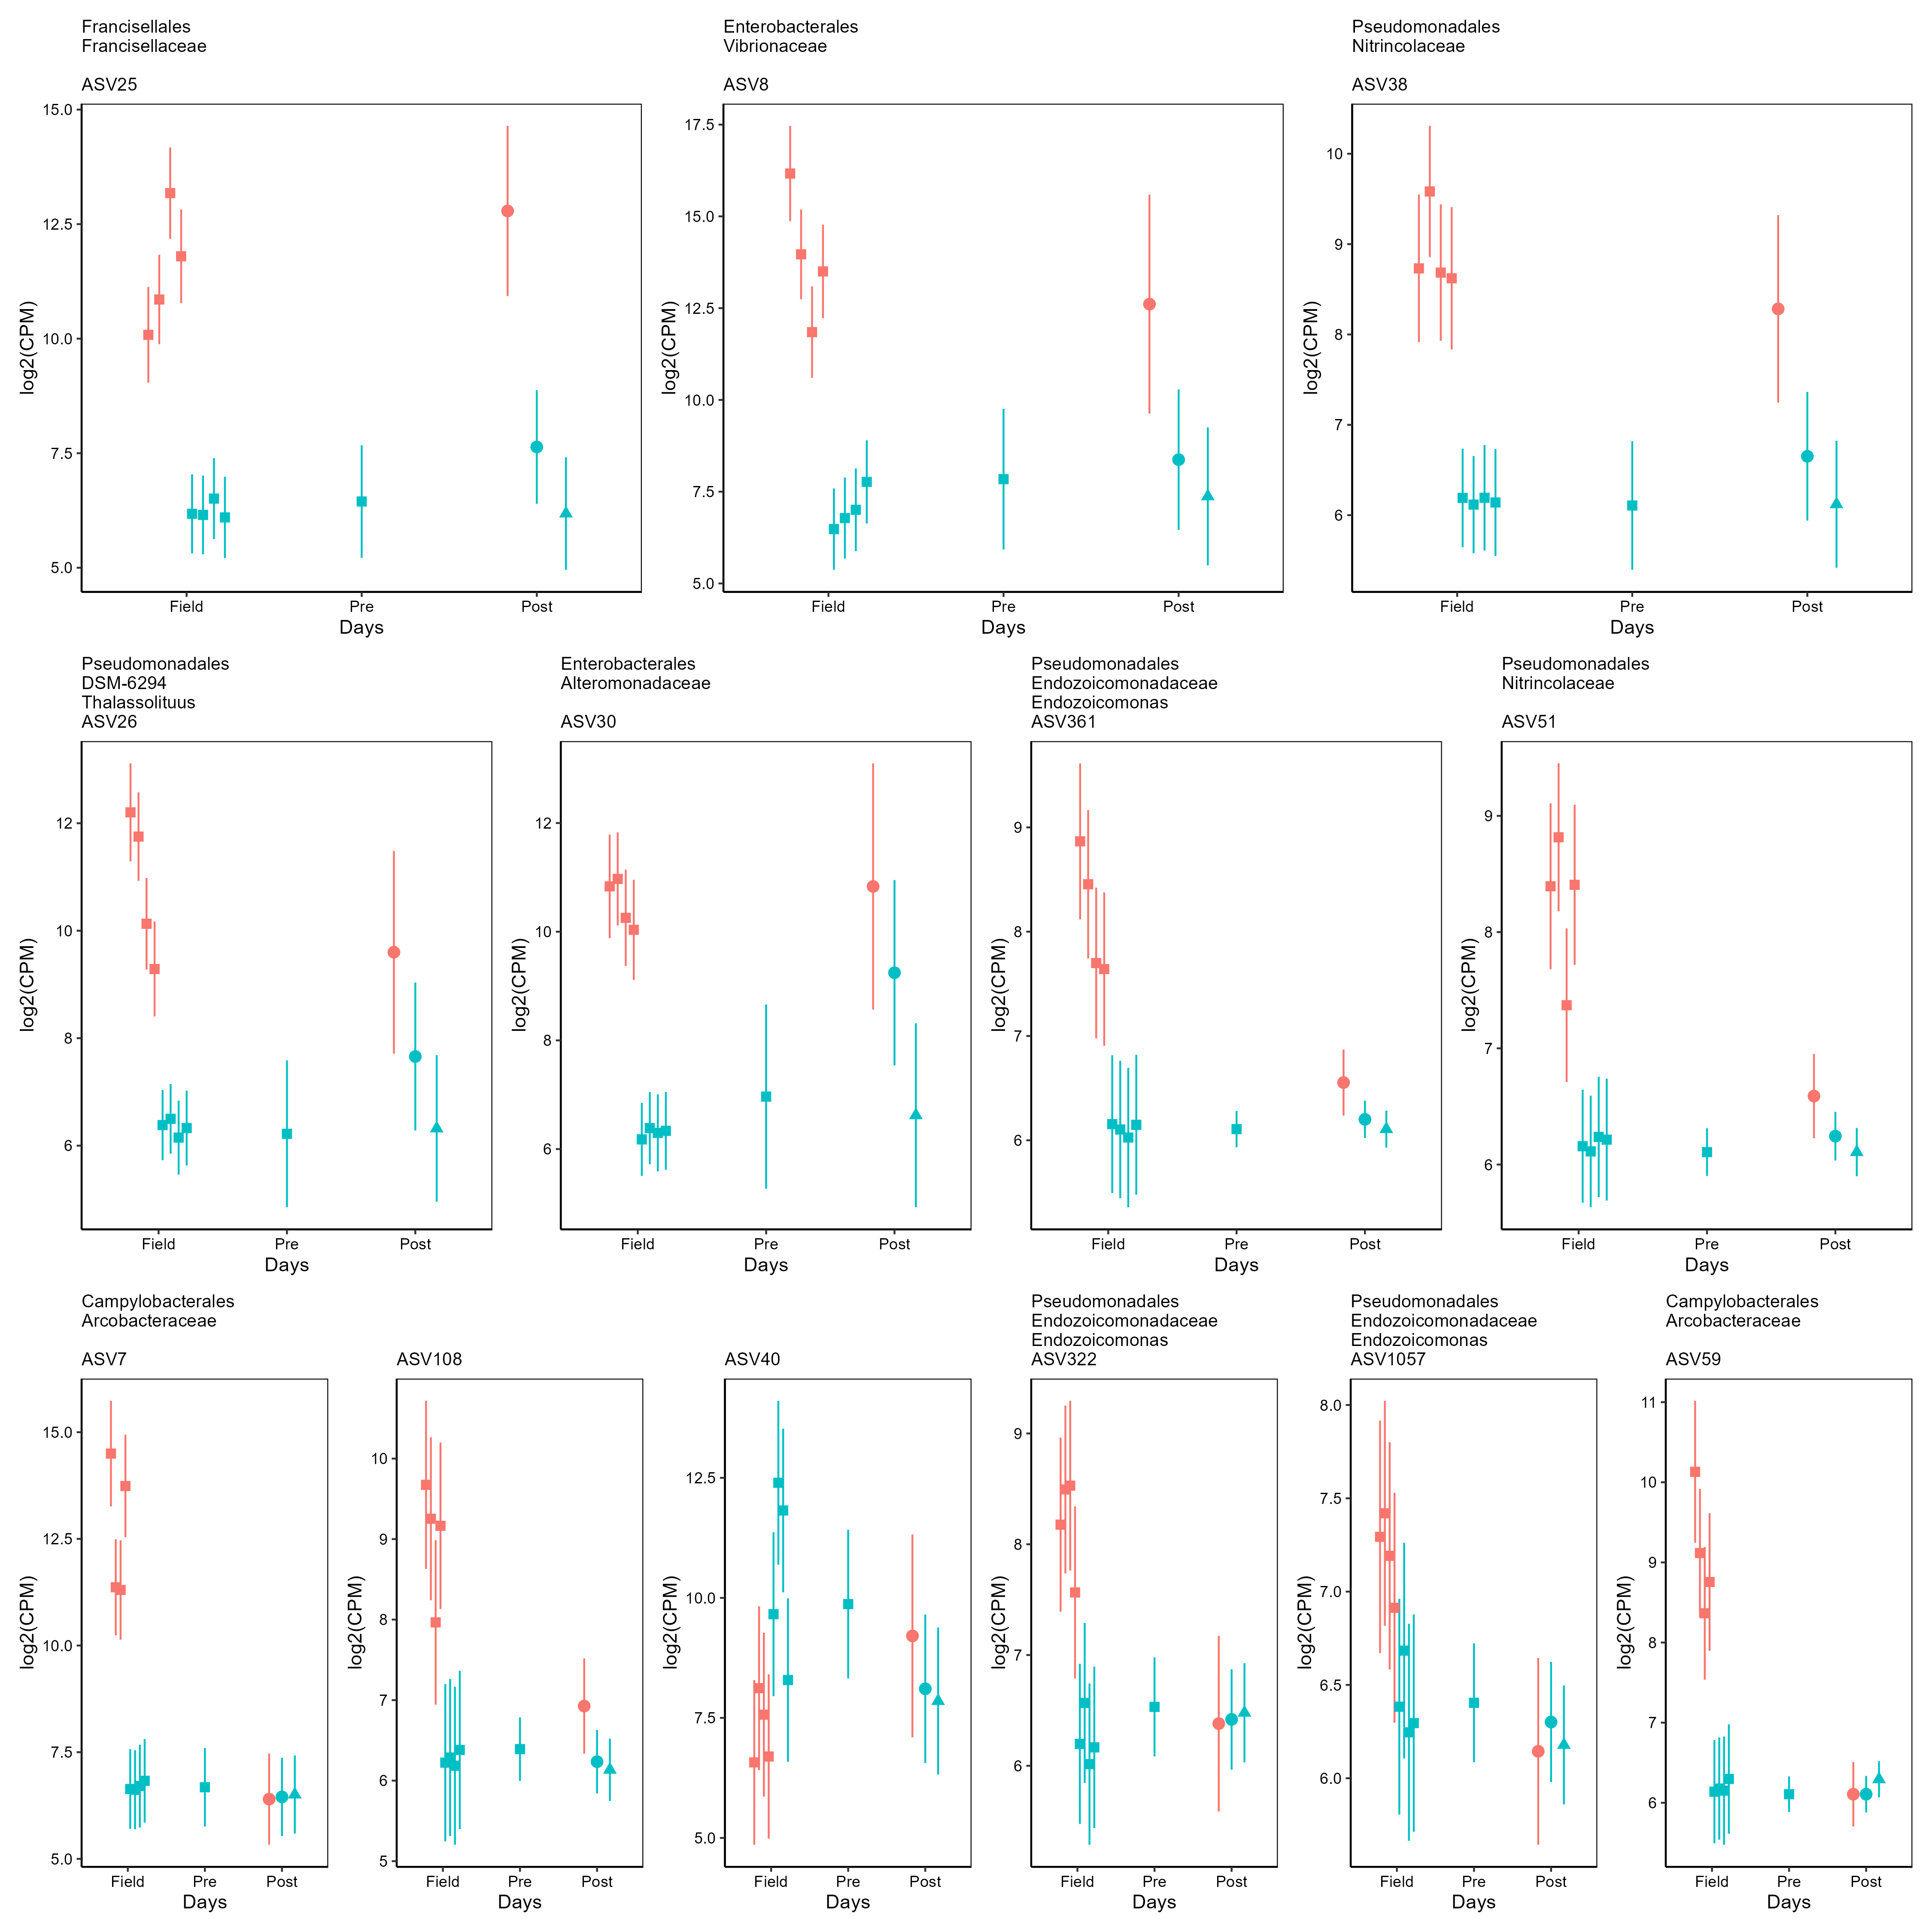 Francisellales
Francisellaceae
ASV25
log2(CPM)
15.0
12.5
10.0
7.5
5.0
Field
Pre
Post
Days
Enterobacterales
Vibrionaceae
ASV8
log2(CPM)
17.5
15.0
12.5
10.0
7.5
5.0
Field
Pre
Post
Days
Pseudomonadales
Nitrincolaceae
ASV38
log2(CPM)
10
9
8
7
6
Field
Pre
Post
Days
Pseudomonadales
DSM-6294
Thalassolituus
ASV26
log2(CPM)
12
10
8
6
Field
Pre
Post
Days
Enterobacterales
Alteromonadaceae
ASV30
log2(CPM)
12
10
8
6
Field
Pre
Post
Days
Pseudomonadales
Endozoicomonadaceae
Endozoicomonas
ASV361
log2(CPM)
9
8
7
6
Field
Pre
Post
Days
Pseudomonadales
Nitrincolaceae
ASV51
log2(CPM)
9
8
7
6
Field
Pre
Post
Days
Campylobacterales
Arcobacteraceae
ASV7
log2(CPM)
15.0
12.5
10.0
7.5
5.0
Field
Pre
Post
Days
ASV108
log2(CPM)
10
9
8
7
6
5
Field
Pre
Post
Days
ASV40
log2(CPM)
12.5
10.0
7.5
5.0
Field
Pre
Post
Days
Pseudomonadales
Endozoicomonadaceae
Endozoicomonas
ASV322
log2(CPM)
9
8
7
6
Field
Pre
Post
Days
Pseudomonadales
Endozoicomonadaceae
Endozoicomonas
ASV1057
log2(CPM)
8.0
7.5
7.0
6.5
6.0
Field
Pre
Post
Days
Campylobacterales
Arcobacteraceae
ASV59
log2(CPM)
11
10
9
8
7
6
Field
Pre
Post
Days